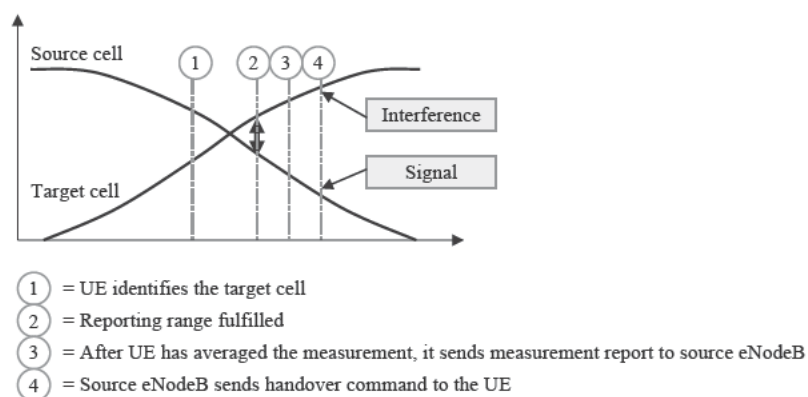 Source cell
1 2 3 4
Interference
Signal
Target cell
1 = UE identifies the target cell
2 = Reporting range fulfilled
3 = After UE has averaged the measurement, it sends measurement report to source eNodeB
4 = Source eNodeB sends handover command to the UE